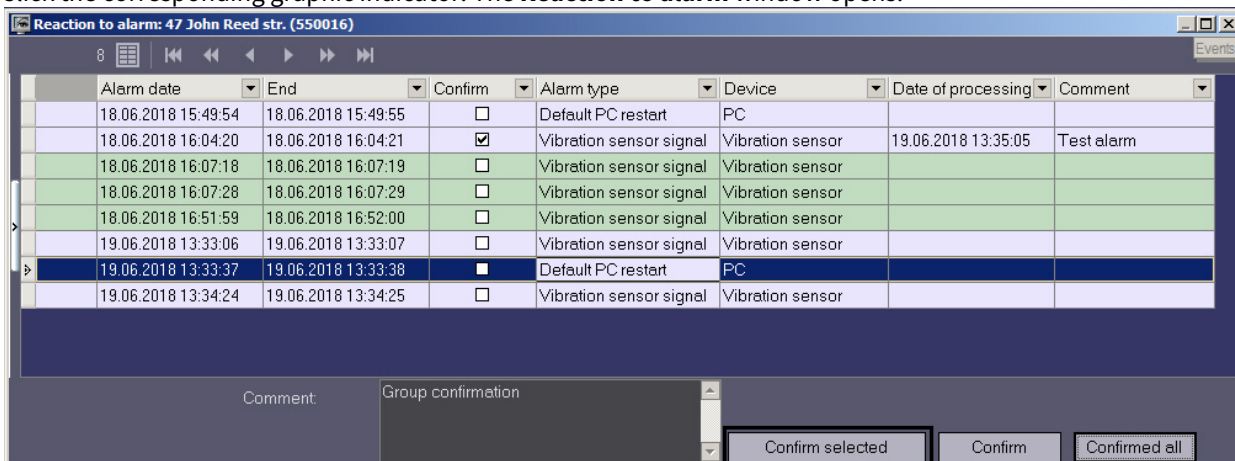 Reaction to alarm: 47 John Reed str. (550016)
8
Events
Alarm date End Confirm Alarm type Device Date of processing Comment
18.06.2018 15:49:54 18.06.2018 15:49:55 Default PC restart PC
18.06.2018 16:04:20 18.06.2018 16:04:21 Vibration sensor signal Vibration sensor 19.06.2018 13:35:05 Test alarm
18.06.2018 16:07:18 18.06.2018 16:07:19 Vibration sensor signal Vibration sensor
18.06.2018 16:07:28 18.06.2018 16:07:29 Vibration sensor signal Vibration sensor
18.06.2018 16:51:59 18.06.2018 16:52:00 Vibration sensor signal Vibration sensor
19.06.2018 13:33:06 19.06.2018 13:33:07 Vibration sensor signal Vibration sensor
19.06.2018 13:33:37 19.06.2018 13:33:38 Default PC restart PC
19.06.2018 13:34:24 19.06.2018 13:34:25 Vibration sensor signal Vibration sensor
Comment: Group confirmation
Confirm selected Confirm Confirmed all